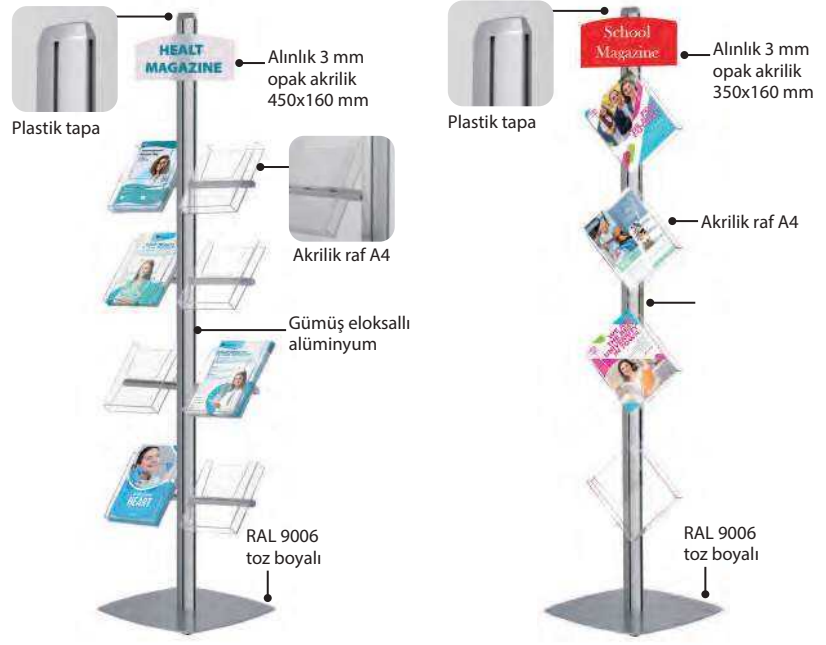 HEALT
MAGAZINE
Alınlık 3 mm
opak akrilik
450x160 mm
Plastik tapa
Akrilik raf A4
Gümüş eloksallı
alüminyum
HEART
RAL 9006
toz boyalı
School
Magazine
Alınlık 3 mm
opak akrilik
350x160 mm
Plastik tapa
Akrilik raf A4
RAL 9006
toz boyalı